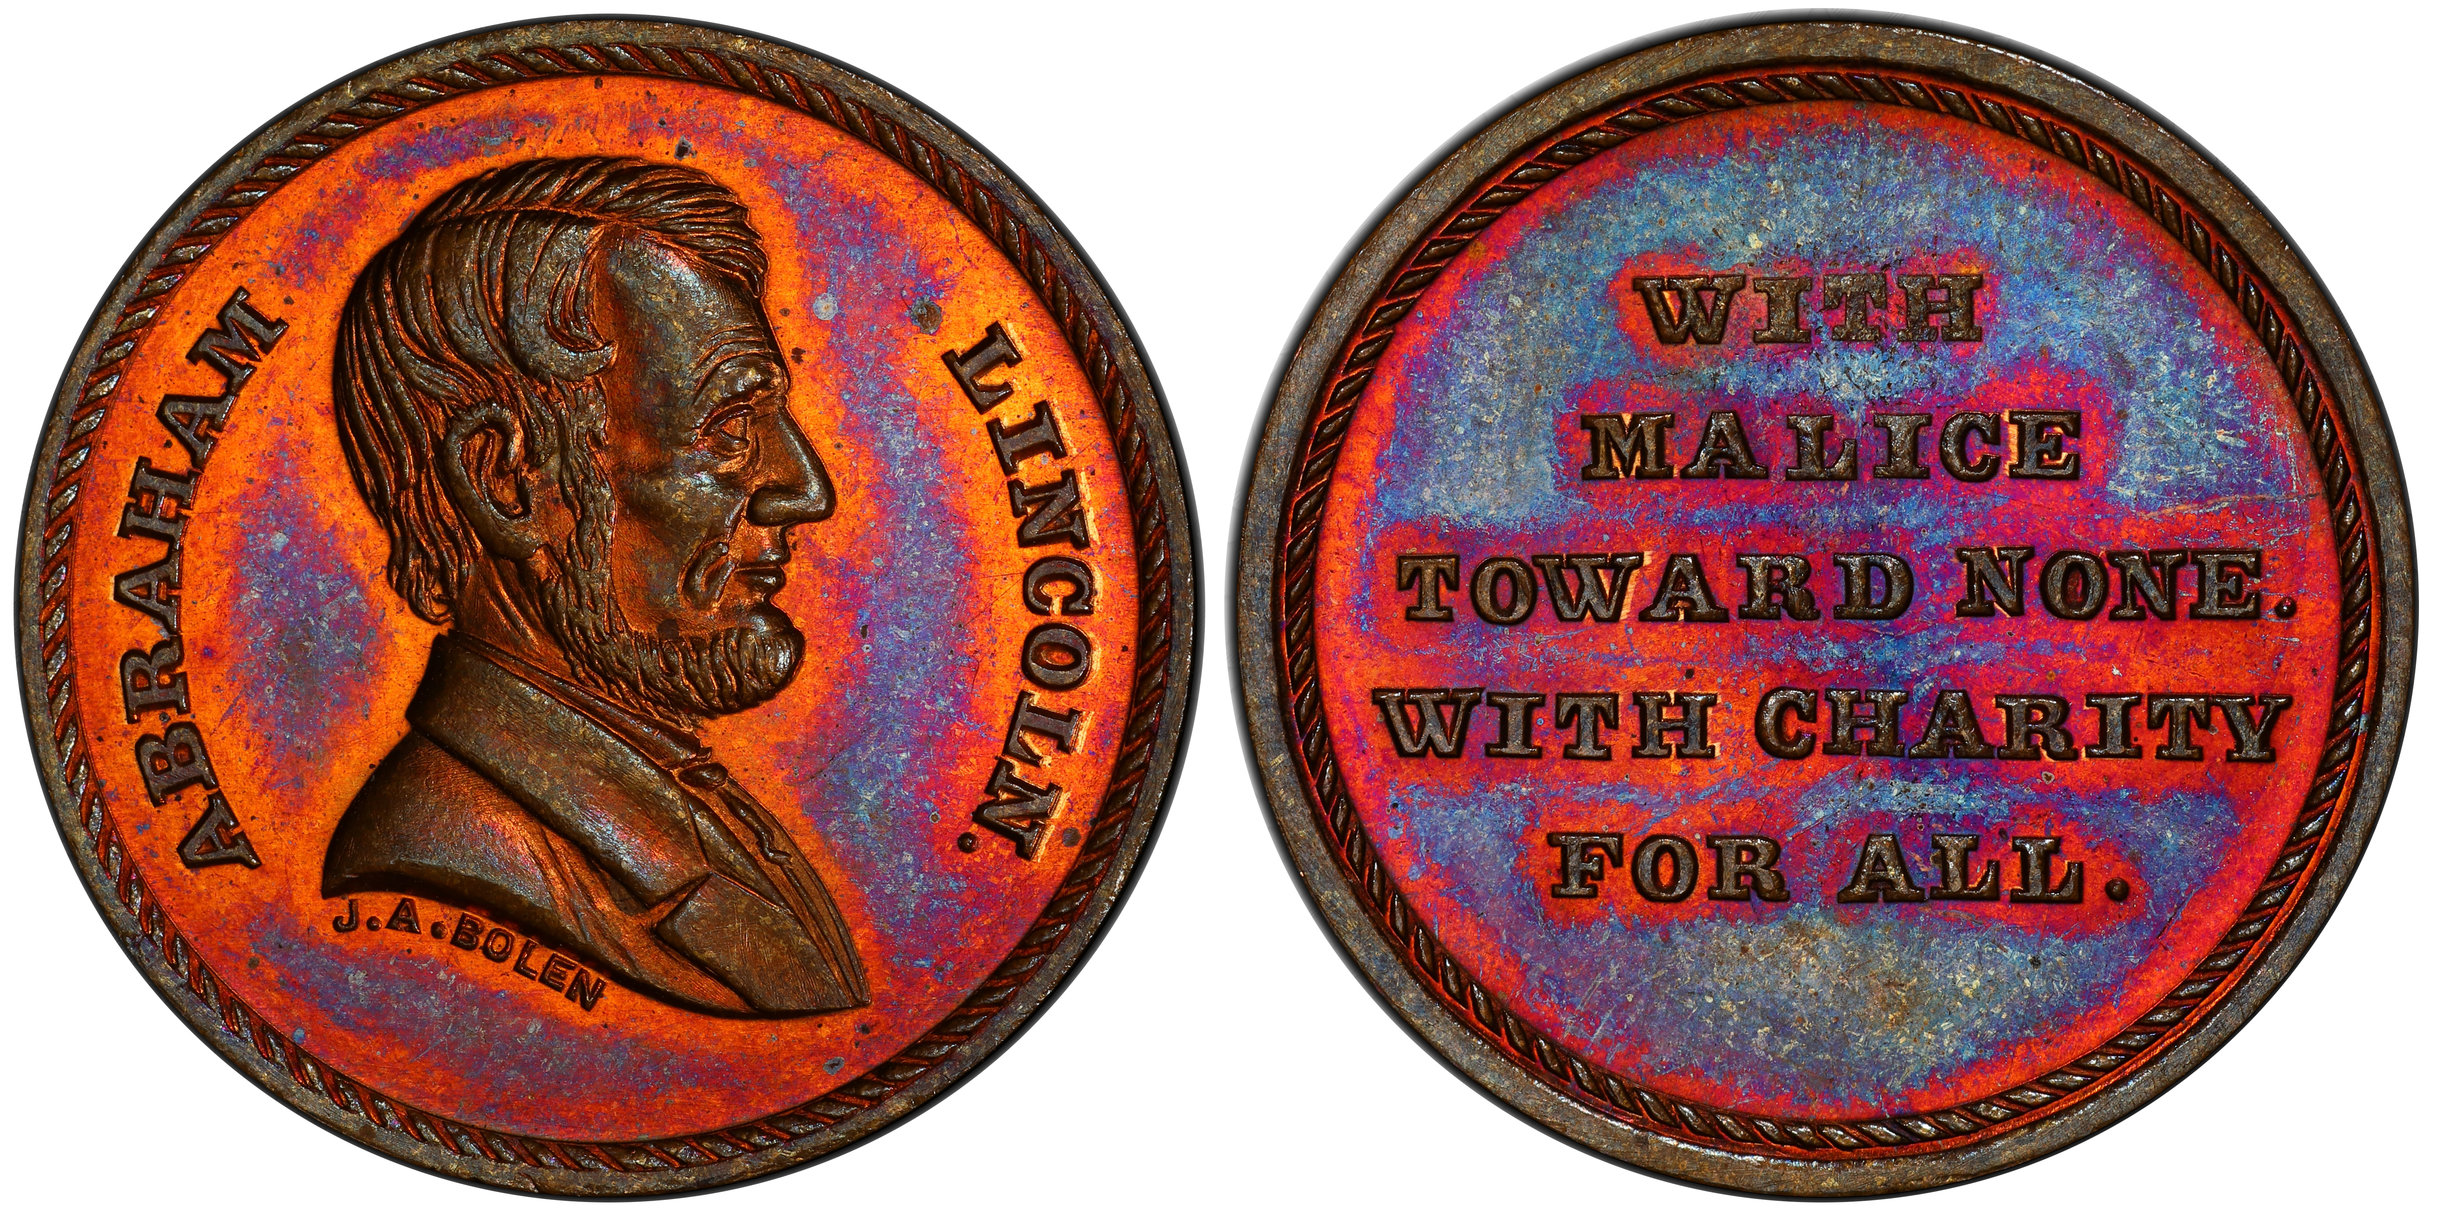 ABRAHAM LINCOLN.
J.A.BOLEN
WITH
MALICE
TOWARD NONE.
WITH CHARITY
FOR ALL.